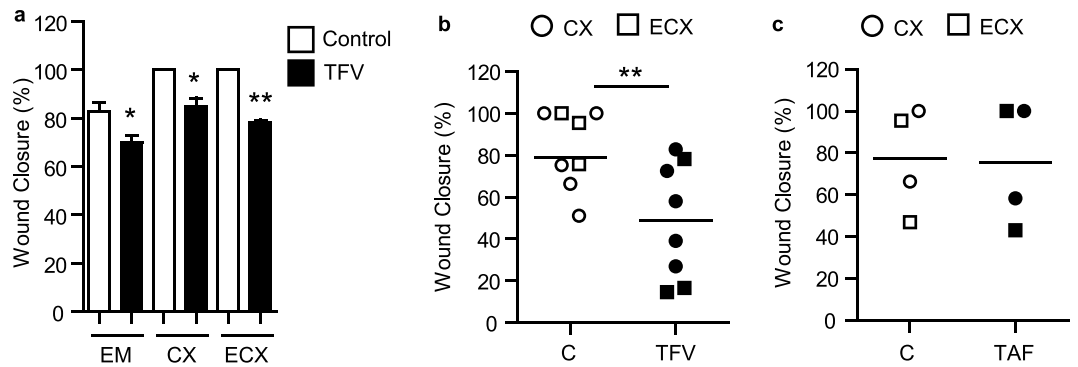 a
Wound Closure (%)
120
100
80
60
40
20
0
Control
TFV
*
*
**
EM CX ECX
b
CX ECX
Wound Closure (%)
120
100
80
60
40
20
0
**
C TFV
c
CX ECX
Wound Closure (%)
120
100
80
60
40
20
0
C TAF